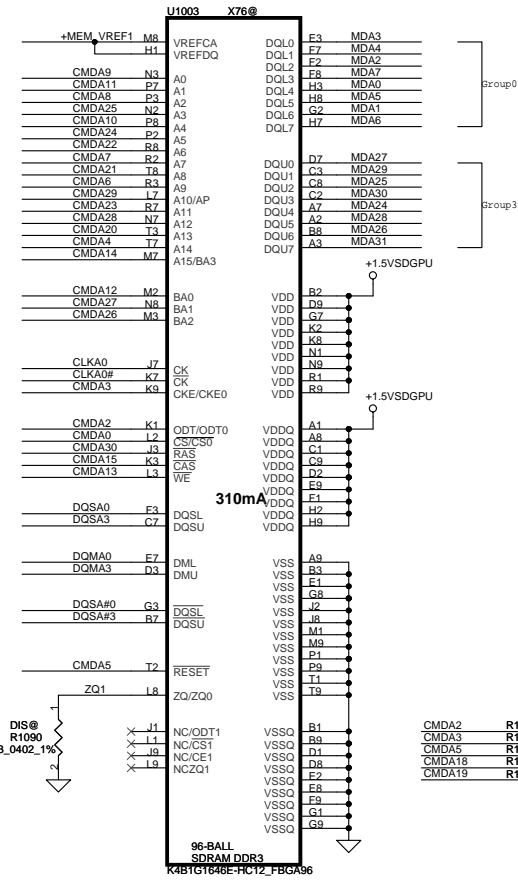 U1003 X76@
+MEM_VREF1 M8 VREFCA DQL0 E3 MDA3
H1 VREFDQ DQL1 F7 MDA4
DQL2 F2 MDA2
CMDA9 N3 A0 DQL3 F8 MDA7
CMDA11 P7 A1 DQL4 H3 MDA0
CMDA8 P3 A2 DQL5 H8 MDA5
CMDA25 N2 A3 DQL6 G2 MDA1
CMDA10 P8 A4 DQL7 H7 MDA6
Group0
CMDA24 P2 A5
CMDA22 R8 A6
CMDA7 R2 A7 DQU0 D7 MDA27
CMDA21 T8 A8 DQU1 C3 MDA29
CMDA6 R3 A9 DQU2 C8 MDA25
CMDA29 L7 A10/AP DQU3 C2 MDA30
CMDA23 R7 A11 DQU4 A7 MDA24
CMDA28 N7 A12 DQU5 A2 MDA28
CMDA20 T3 A13 DQU6 B8 MDA26
CMDA4 T7 A14 DQU7 A3 MDA31
Group3
CMDA14 M7 A15/BA3
+1.5VSDGPU
CMDA12 M2 BA0 VDD B2
CMDA27 N8 BA1 VDD D9
CMDA26 M3 BA2 VDD G7
VDD K2
VDD K8
VDD N1
CLKA0 J7 CK VDD N9
CLKA0# K7 CK VDD R1
CMDA3 K9 CKE/CKE0 VDD R9
+1.5VSDGPU
CMDA2 K1 ODT/ODT0 VDDQ A1
CMDA0 L2 CS/CS0 VDDQ A8
CMDA30 J3 RAS VDDQ C1
CMDA15 K3 CAS VDDQ C9
CMDA13 L3 WE VDDQ D2
VDDQ E9
310mA VDDQ F1
DQSA0 F3 DQSL VDDQ H2
DQSA3 C7 DQSU VDDQ H9
DQMA0 E7 DML VSS A9
DQMA3 D3 DMU VSS B3
VSS E1
VSS G8
DQSA#0 G3 DQSL VSS J2
DQSA#3 B7 DQSU VSS J8
VSS M1
VSS M9
VSS P1
CMDA5 T2 RESET VSS P9
VSS T1
ZQ1 L8 ZQ/ZQ0 VSS T9
1
DIS@
R1090
_0402_1%
2
J1 NC/ODT1 VSSQ B1
L1 NC/CS1 VSSQ B9
J9 NC/CE1 VSSQ D1
L9 NCZQ1 VSSQ D8
VSSQ E2
VSSQ E8
VSSQ F9
VSSQ G1
VSSQ G9
CMDA2 R1
CMDA3 R1
CMDA5 R1
CMDA18 R1
CMDA19 R1
96-BALL
SDRAM DDR3
K4B1G1646E-HC12_FBGA96